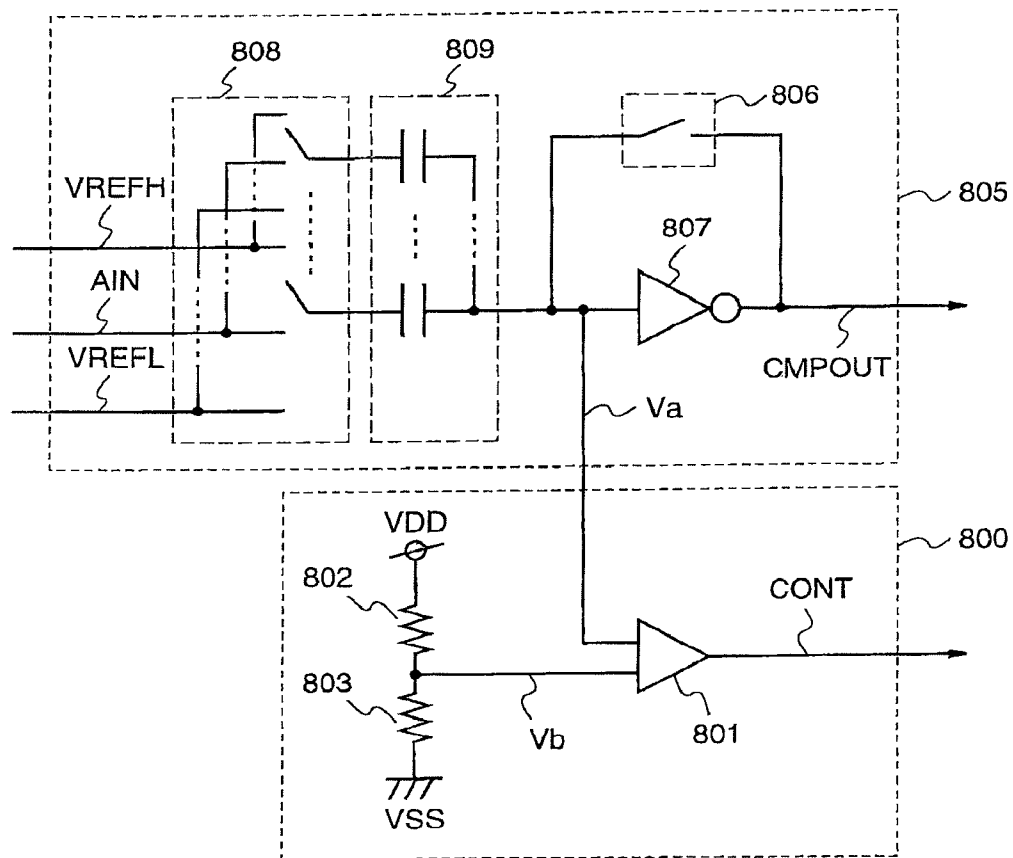 808
809
806
VREFH
805
807
AIN
VREFL
CMPOUT
Va
VDD
800
802
CONT
803
Vb
801
VSS